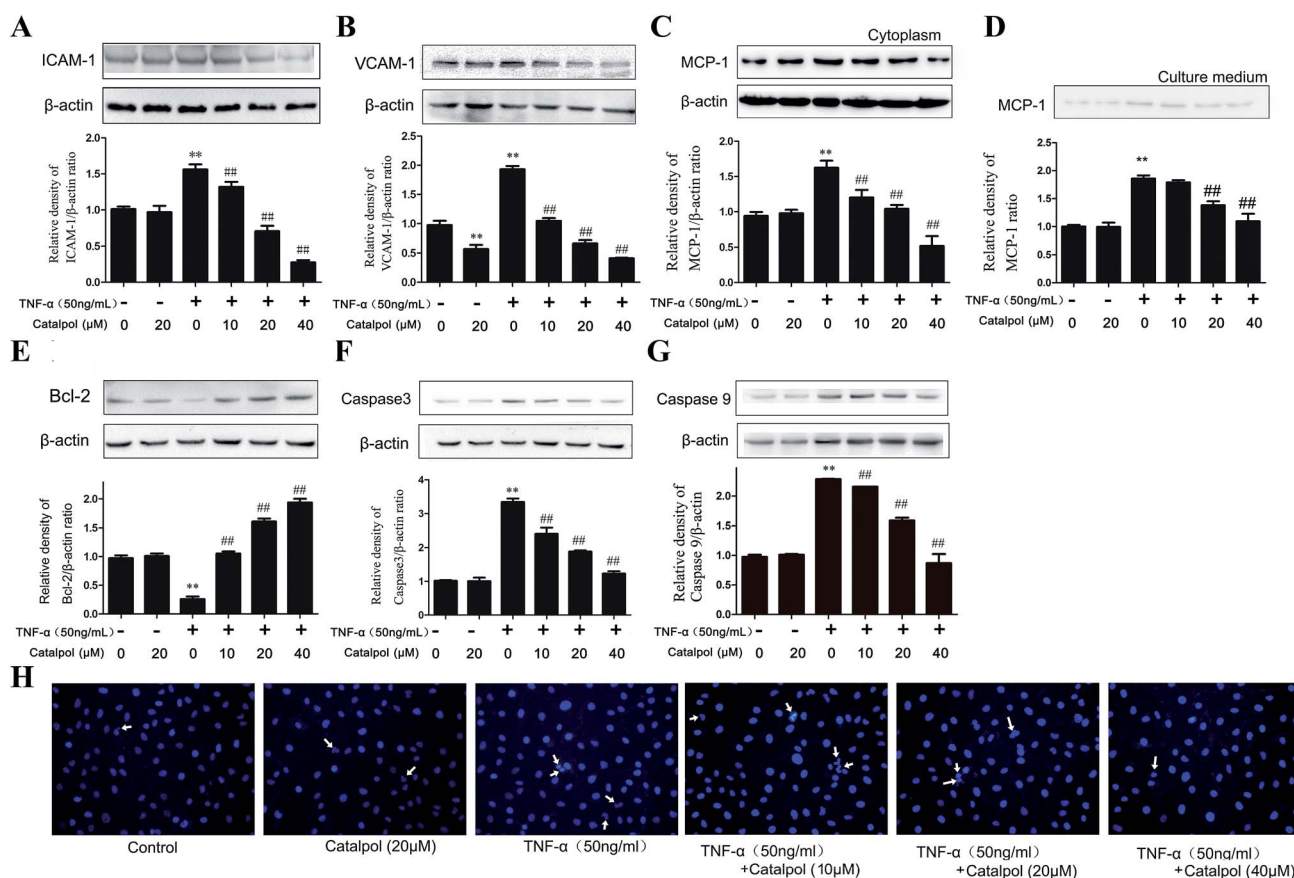 A
ICAM-1
β-actin
Relative density of
ICAM-1/β-actin ratio
2.0
1.5
1.0
0.5
0.0
** ## ## ##
TNF-α（50ng/mL） - - + + + +
Catalpol (μM) 0 20 0 10 20 40
B
VCAM-1
β-actin
Relative density of
VCAM-1/β-actin ratio
2.5
2.0
1.5
1.0
0.5
0.0
** ** ## ## ##
TNF-α（50ng/mL） - - + + + +
Catalpol (μM) 0 20 0 10 20 40
C
Cytoplasm
MCP-1
β-actin
Relative density of
MCP-1/β-actin ratio
2.0
1.5
1.0
0.5
0.0
** ## ## ##
TNF-α（50ng/mL） - - + + + +
Catalpol (μM) 0 20 0 10 20 40
D
Culture medium
MCP-1
Relative density of
MCP-1 ratio
2.5
2.0
1.5
1.0
0.5
0.0
** ## ##
TNF-α（50ng/mL） - - + + + +
Catalpol (μM) 0 20 0 10 20 40
E
Bcl-2
β-actin
Relative density of
Bcl-2/β-actin ratio
2.0
1.5
1.0
0.5
0.0
** ## ## ##
TNF-α（50ng/mL） - - + + + +
Catalpol (μM) 0 20 0 10 20 40
F
Caspase3
β-actin
Relative density of
Caspase3/β-actin ratio
4
3
2
1
0
** ## ## ##
TNF-α（50ng/mL） - - + + + +
Catalpol (μM) 0 20 0 10 20 40
G
Caspase 9
β-actin
Relative density of
Caspase 9/β-actin
2.0
1.5
1.0
0.5
0.0
** ## ## ##
TNF-α（50ng/mL） - - + + + +
Catalpol (μM) 0 20 0 10 20 40
H
Control
Catalpol (20μM)
TNF-α（50ng/ml）
TNF-α（50ng/ml）
+Catalpol (10μM)
TNF-α（50ng/ml）
+Catalpol (20μM)
TNF-α（50ng/ml）
+Catalpol (40μM)